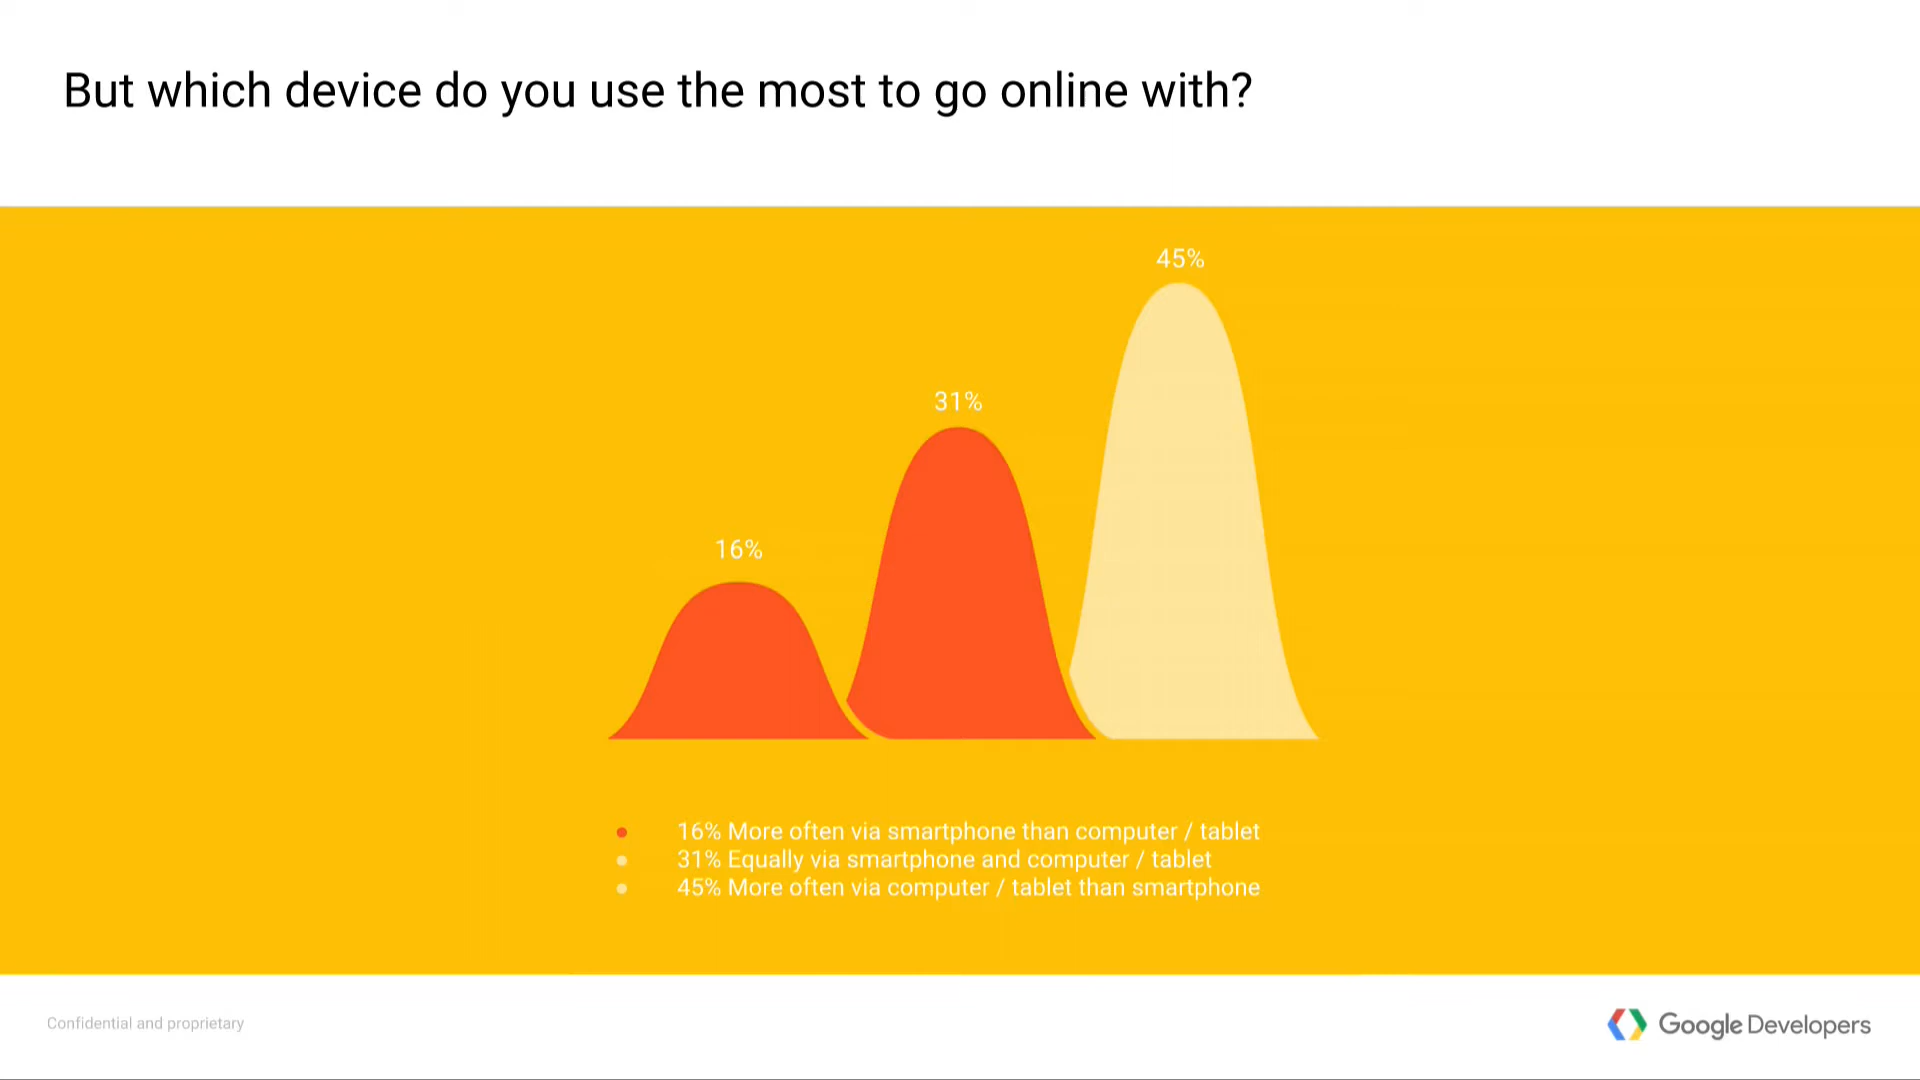 But which device do you use the most to go online with?
45%
31%
16%
16% More often via smartphone than computer / tablet
31% Equally via smartphone and computer / tablet
45% More often via computer / tablet than smartphone
Confidential and proprietary
Google Developers